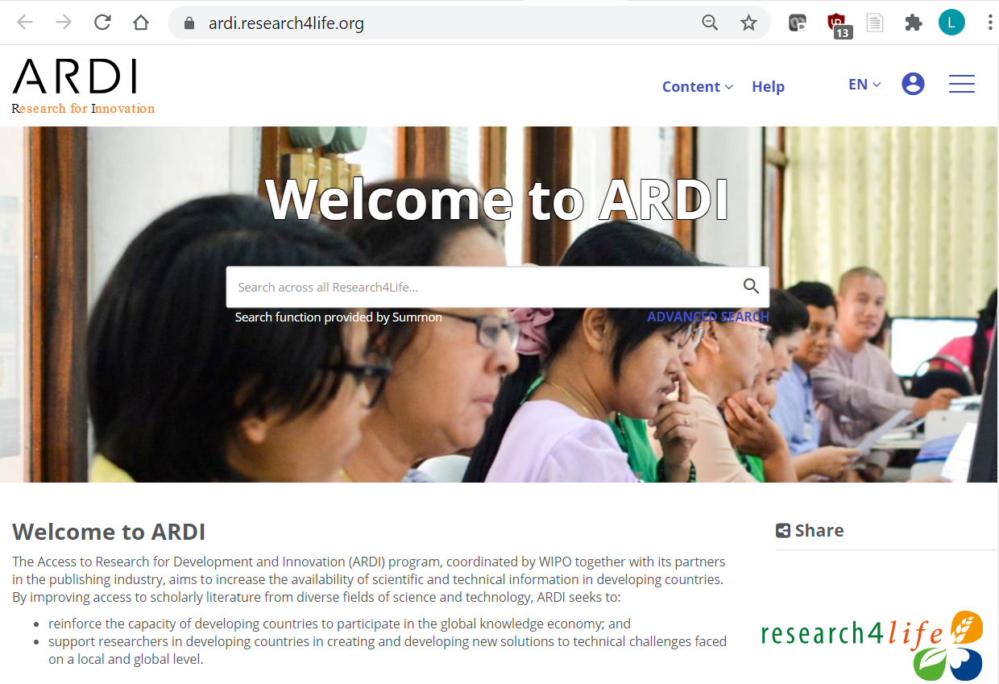 ardi.research4life.org
13
L
ARDI
Research for Innovation
Content
Help
EN
Welcome to ARDI
Search across all Research4Life...
Search function provided by Summon
ADVANCED SEARCH
Welcome to ARDI
The Access to Research for Development and Innovation (ARDI) program, coordinated by WIPO together with its partners
in the publishing industry, aims to increase the availability of scientific and technical information in developing countries.
By improving access to scholarly literature from diverse fields of science and technology, ARDI seeks to:
• reinforce the capacity of developing countries to participate in the global knowledge economy; and
• support researchers in developing countries in creating and developing new solutions to technical challenges faced
on a local and global level.
Share
research4life